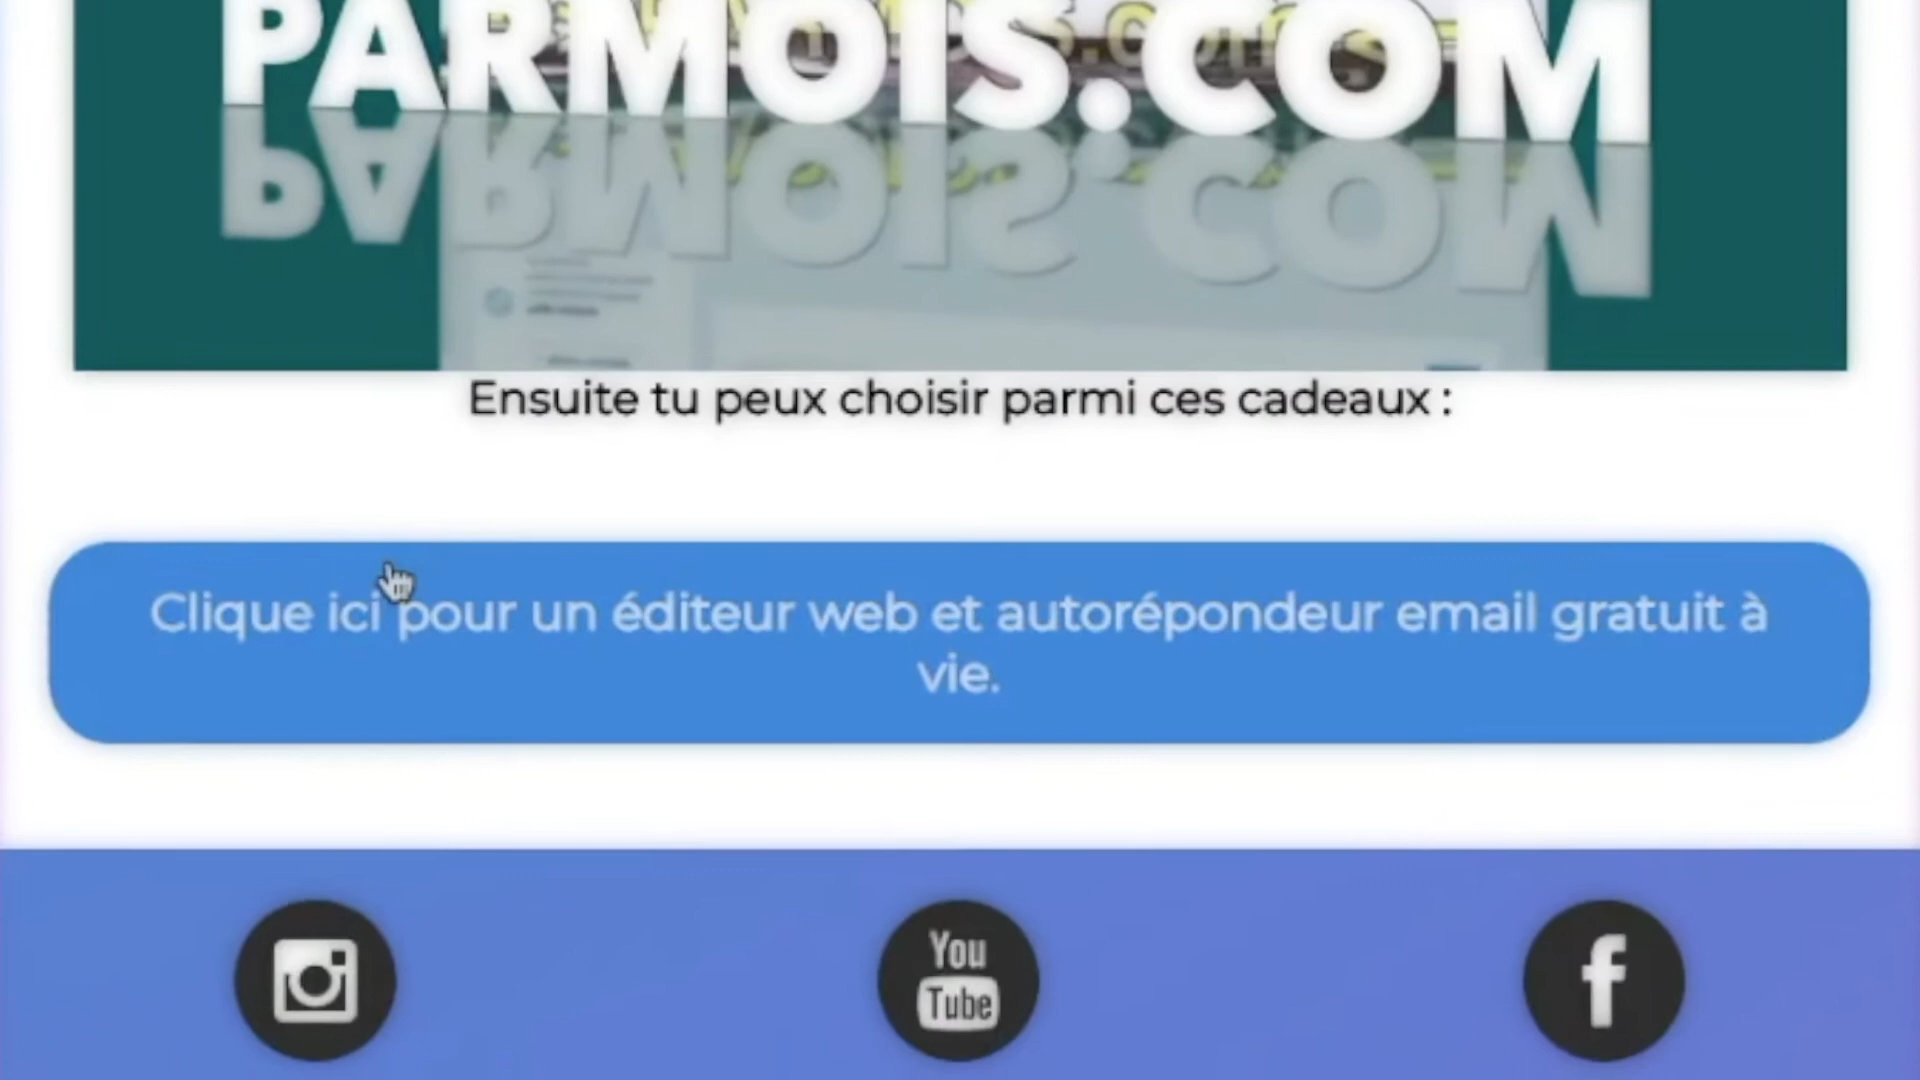 PARMOIS.COM
Ensuite tu peux choisir parmi ces cadeaux :
Clique ici pour un éditeur web et autorépondeur email gratuit à
vie.
You
Tube
f